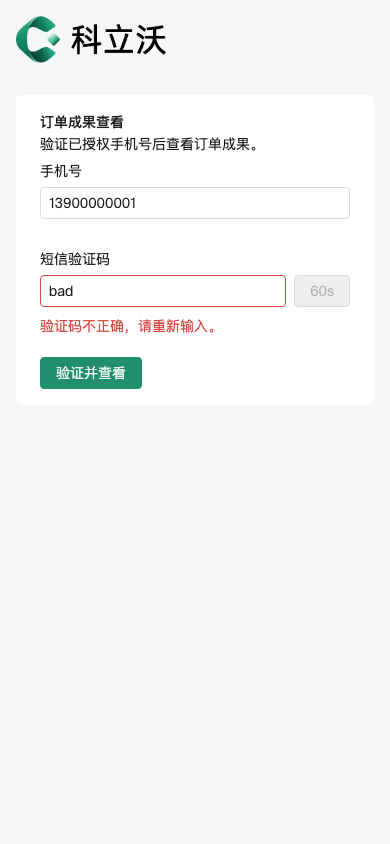 科立沃
订单成果查看
验证已授权手机号后查看订单成果。
手机号
13900000001
短信验证码
bad
60s
验证码不正确，请重新输入。
验证并查看